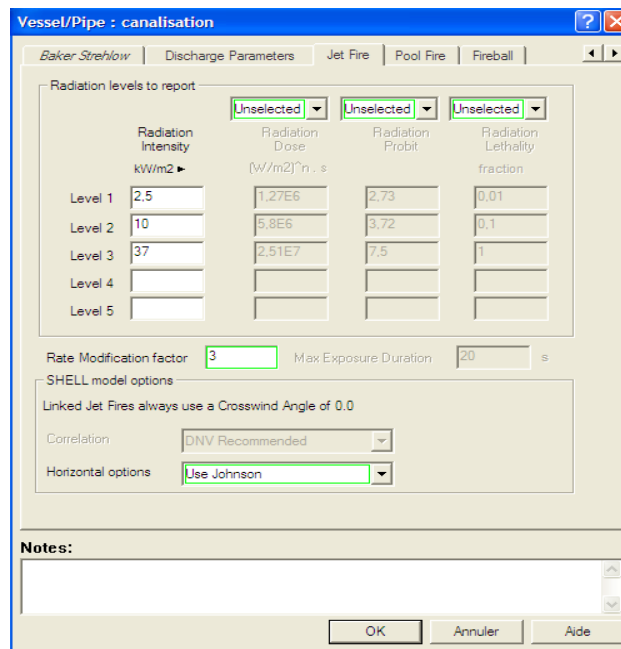 Vessel/Pipe : canalisation
Baker Strehlow | Discharge Parameters | Jet Fire | Pool Fire | Fireball
Radiation levels to report
Unselected Unselected Unselected
Radiation Intensity Radiation Dose Radiation Probit Radiation Lethality
kW/m2 (W/m2)^n . s fraction
Level 1 2,5 1,27E6 2,73 0,01
Level 2 10 5,8E6 3,72 0,1
Level 3 37 2,51E7 7,5 1
Level 4
Level 5
Rate Modification factor 3 Max Exposure Duration 20 s
SHELL model options
Linked Jet Fires always use a Crosswind Angle of 0.0
Correlation DNV Recommended
Horizontal options Use Johnson
Notes:
OK Annuler Aide